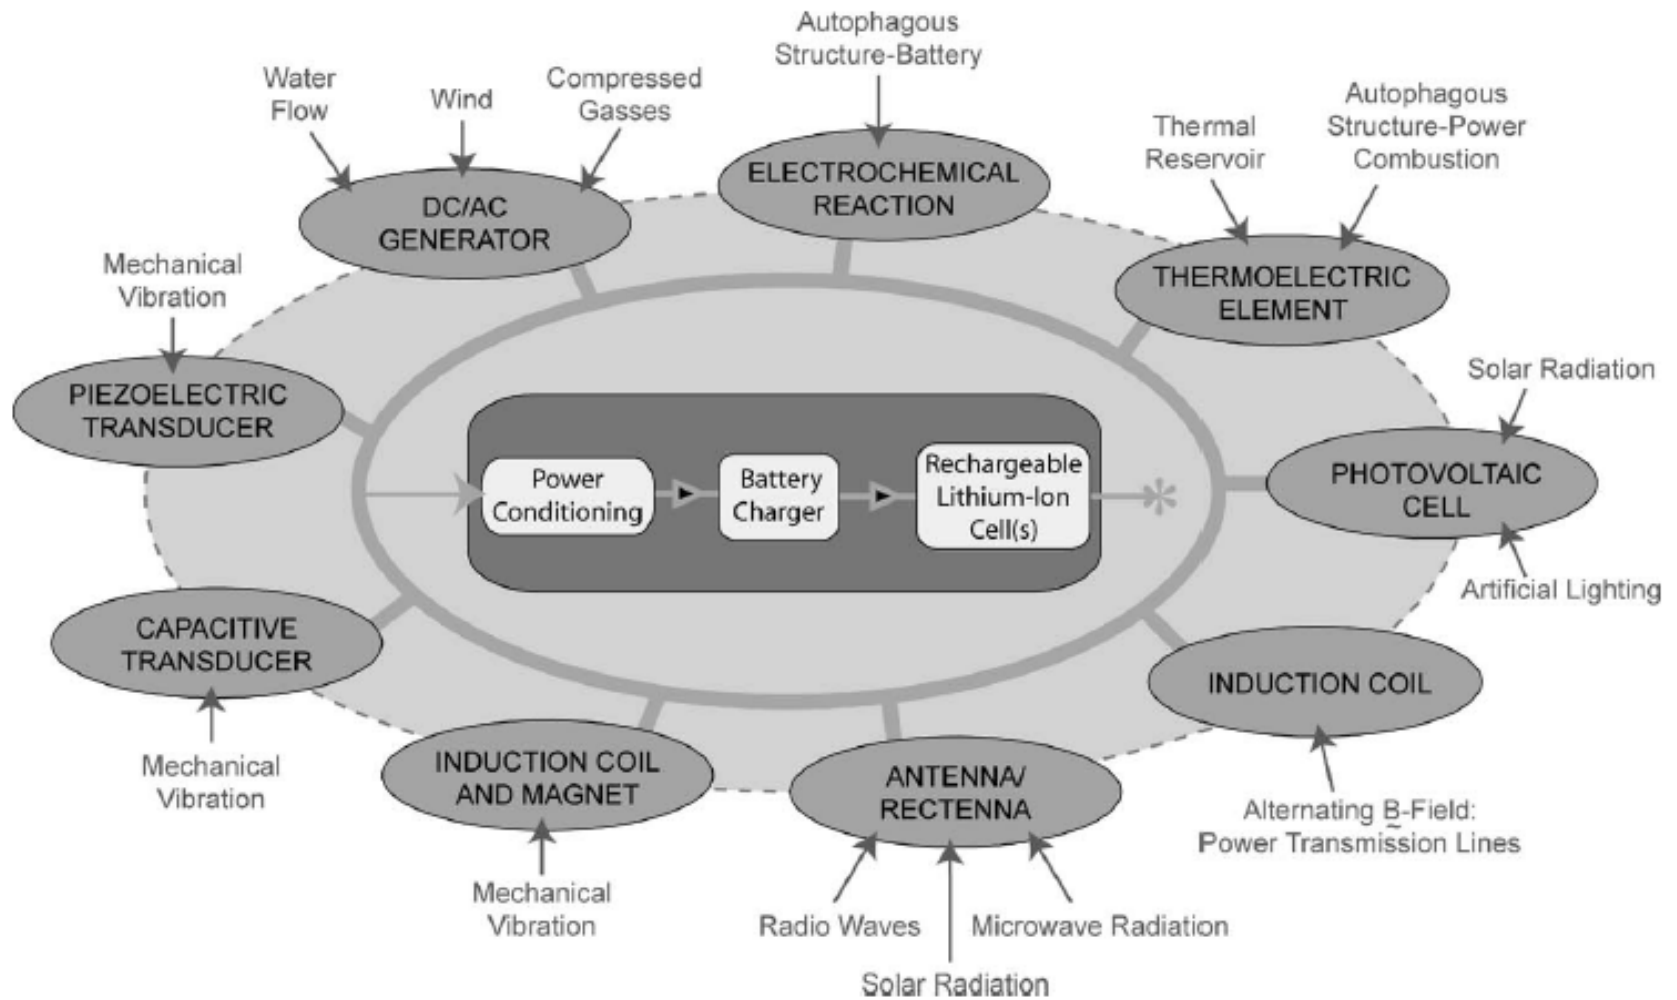 Autophagous
Structure-Battery
Water
Flow
Wind
Compressed
Gasses
Autophagous
Structure-Power
Combustion
Thermal
Reservoir
ELECTROCHEMICAL
REACTION
DC/AC
GENERATOR
Mechanical
Vibration
THERMOELECTRIC
ELEMENT
Solar Radiation
PIEZOELECTRIC
TRANSDUCER
Power
Conditioning
Battery
Charger
Rechargeable
Lithium-Ion
Cell(s)
*
PHOTOVOLTAIC
CELL
Artificial Lighting
CAPACITIVE
TRANSDUCER
INDUCTION COIL
Mechanical
Vibration
INDUCTION COIL
AND MAGNET
ANTENNA/
RECTENNA
Alternating B-Field:
Power Transmission Lines
Mechanical
Vibration
Radio Waves
Microwave Radiation
Solar Radiation